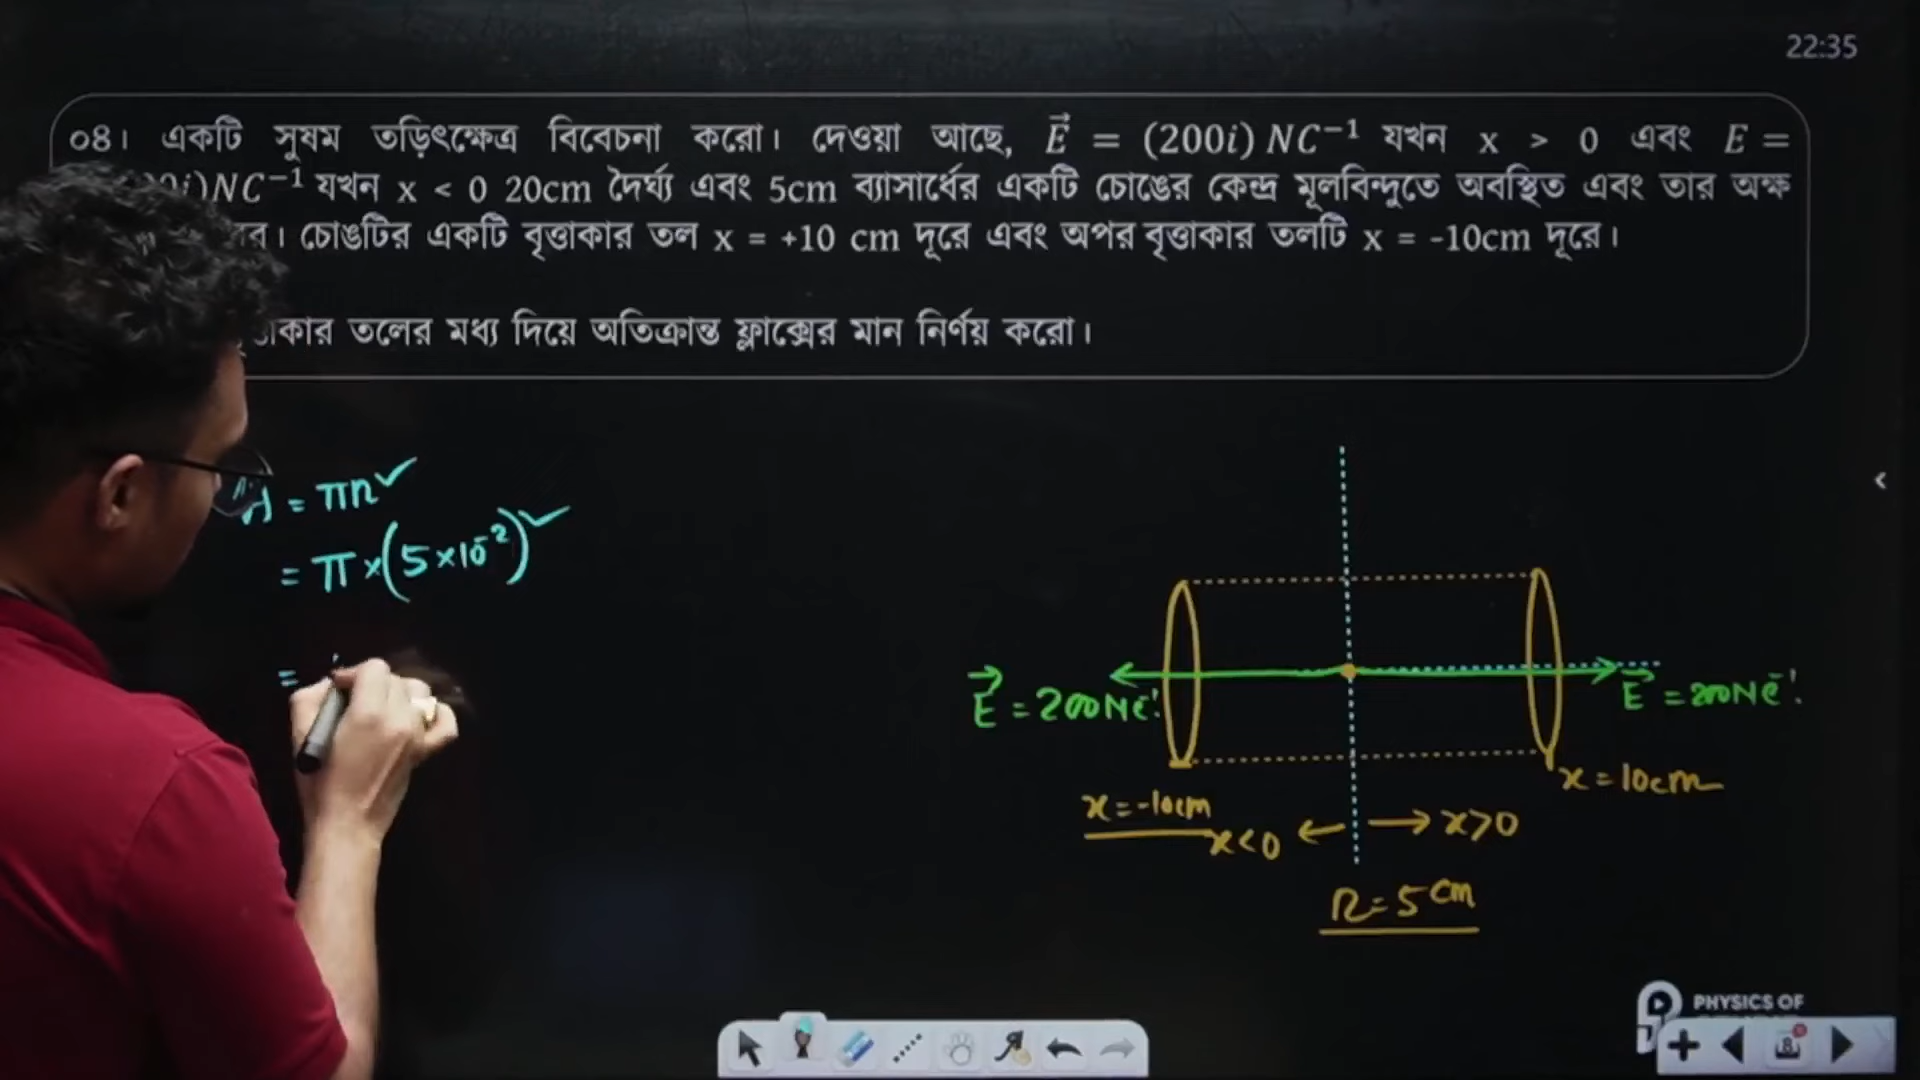 22:35
০৪। একটি সুষম তড়িৎক্ষেত্র বিবেচনা করো। দেওয়া আছে, E⃗ = (200i) NC⁻¹ যখন x > 0 এবং E =
i)NC⁻¹ যখন x < 0 20cm দৈর্ঘ্য এবং 5cm ব্যাসার্ধের একটি চোঙের কেন্দ্র মূলবিন্দুতে অবস্থিত এবং তার অক্ষ
। চোঙটির একটি বৃত্তাকার তল x = +10 cm দূরে এবং অপর বৃত্তাকার তলটি x = -10cm দূরে।
তলের মধ্য দিয়ে অতিক্রান্ত ফ্লাক্সের মান নির্ণয় করো।
A = πr²
= π×(5×10⁻²)²
=
E⃗ = 200NC⁻¹
E⃗ = 200NC⁻¹
x = 10cm
x = -10cm
x<0 ← → x>0
r = 5cm
PHYSICS OF